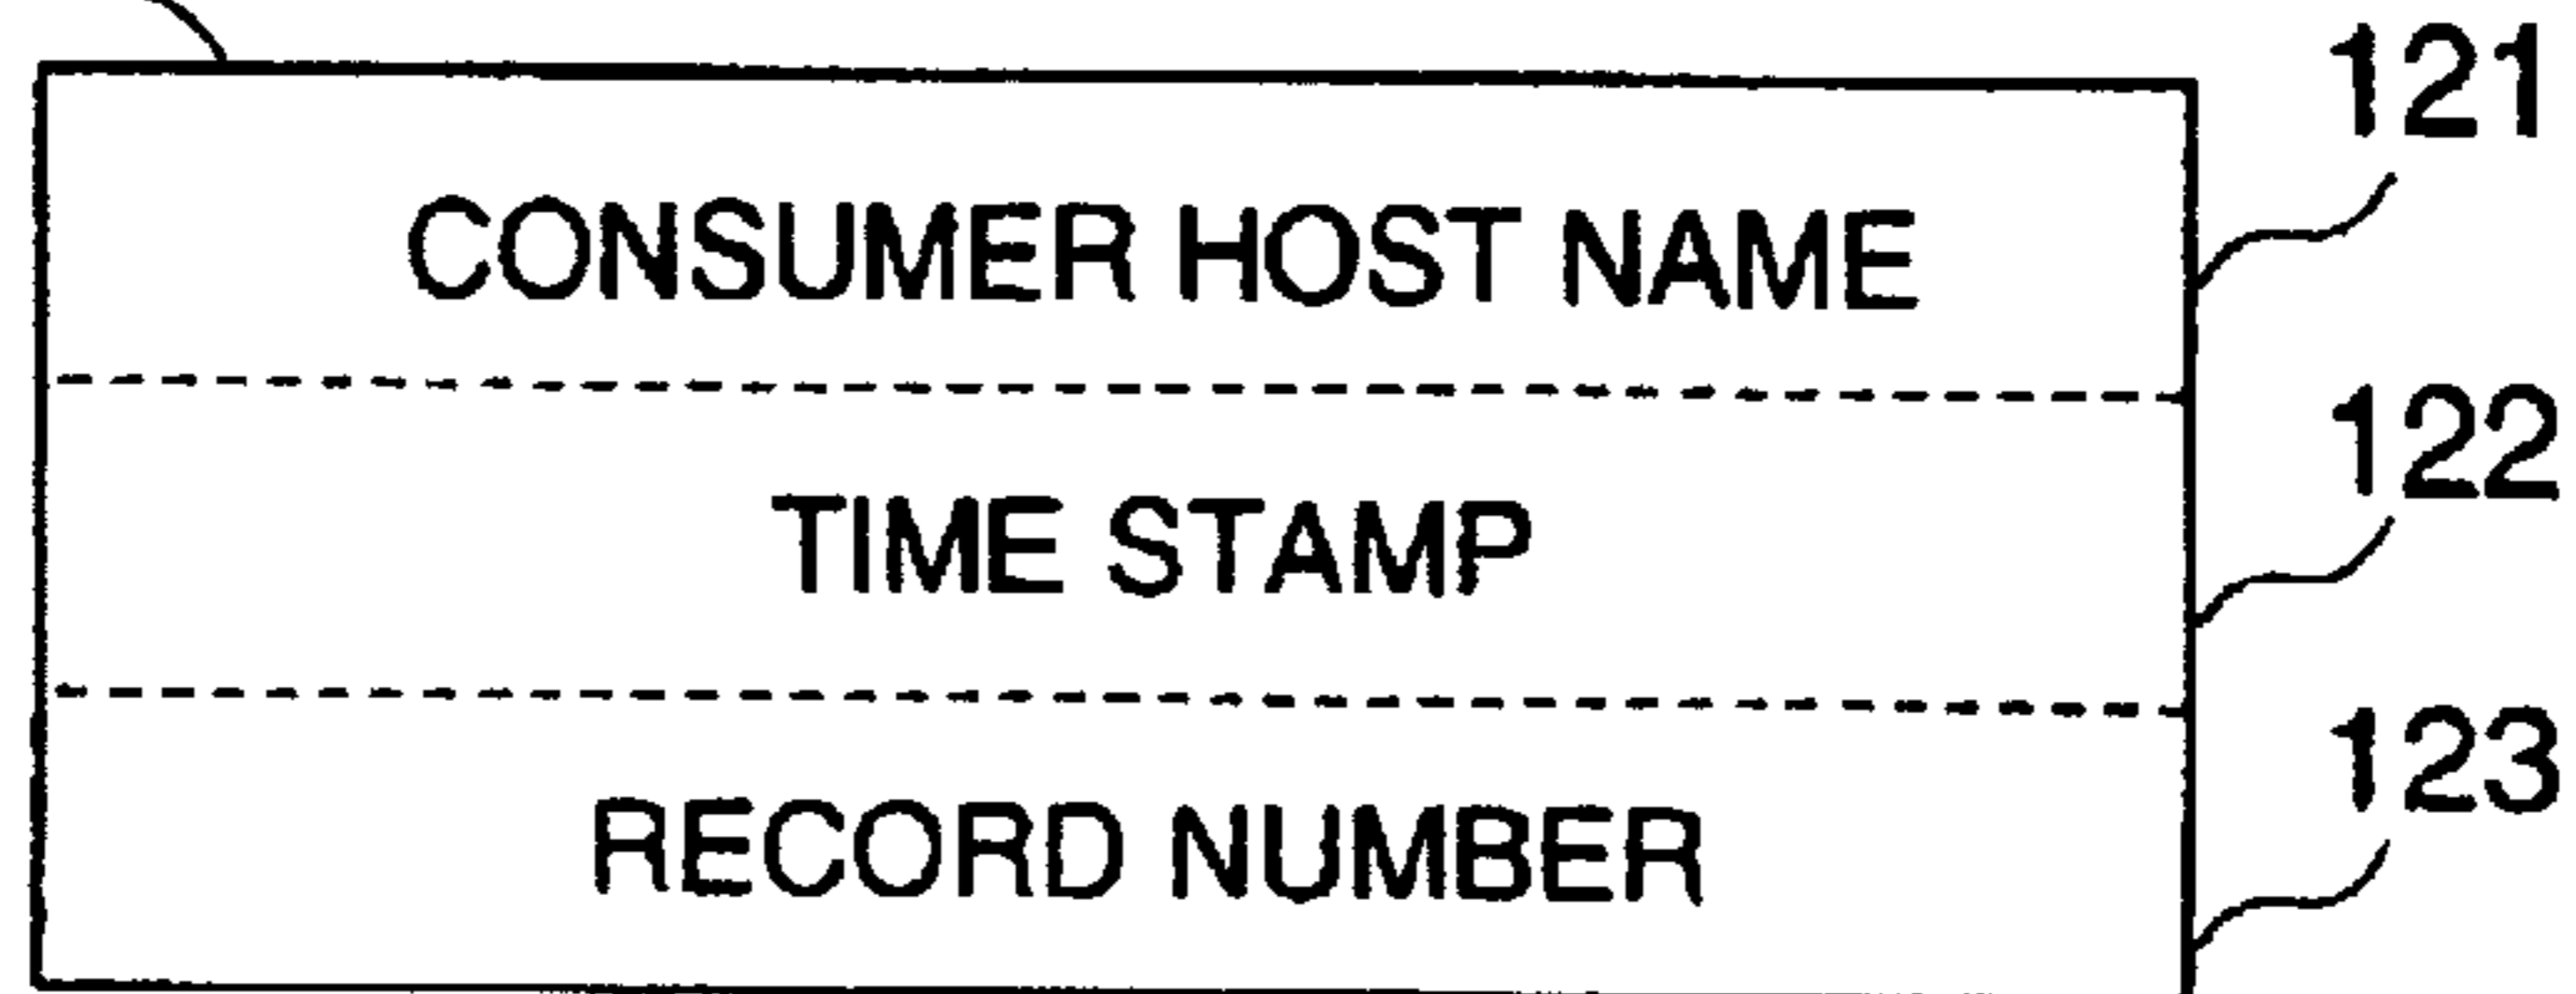 121
CONSUMER HOST NAME
122
TIME STAMP
123
RECORD NUMBER